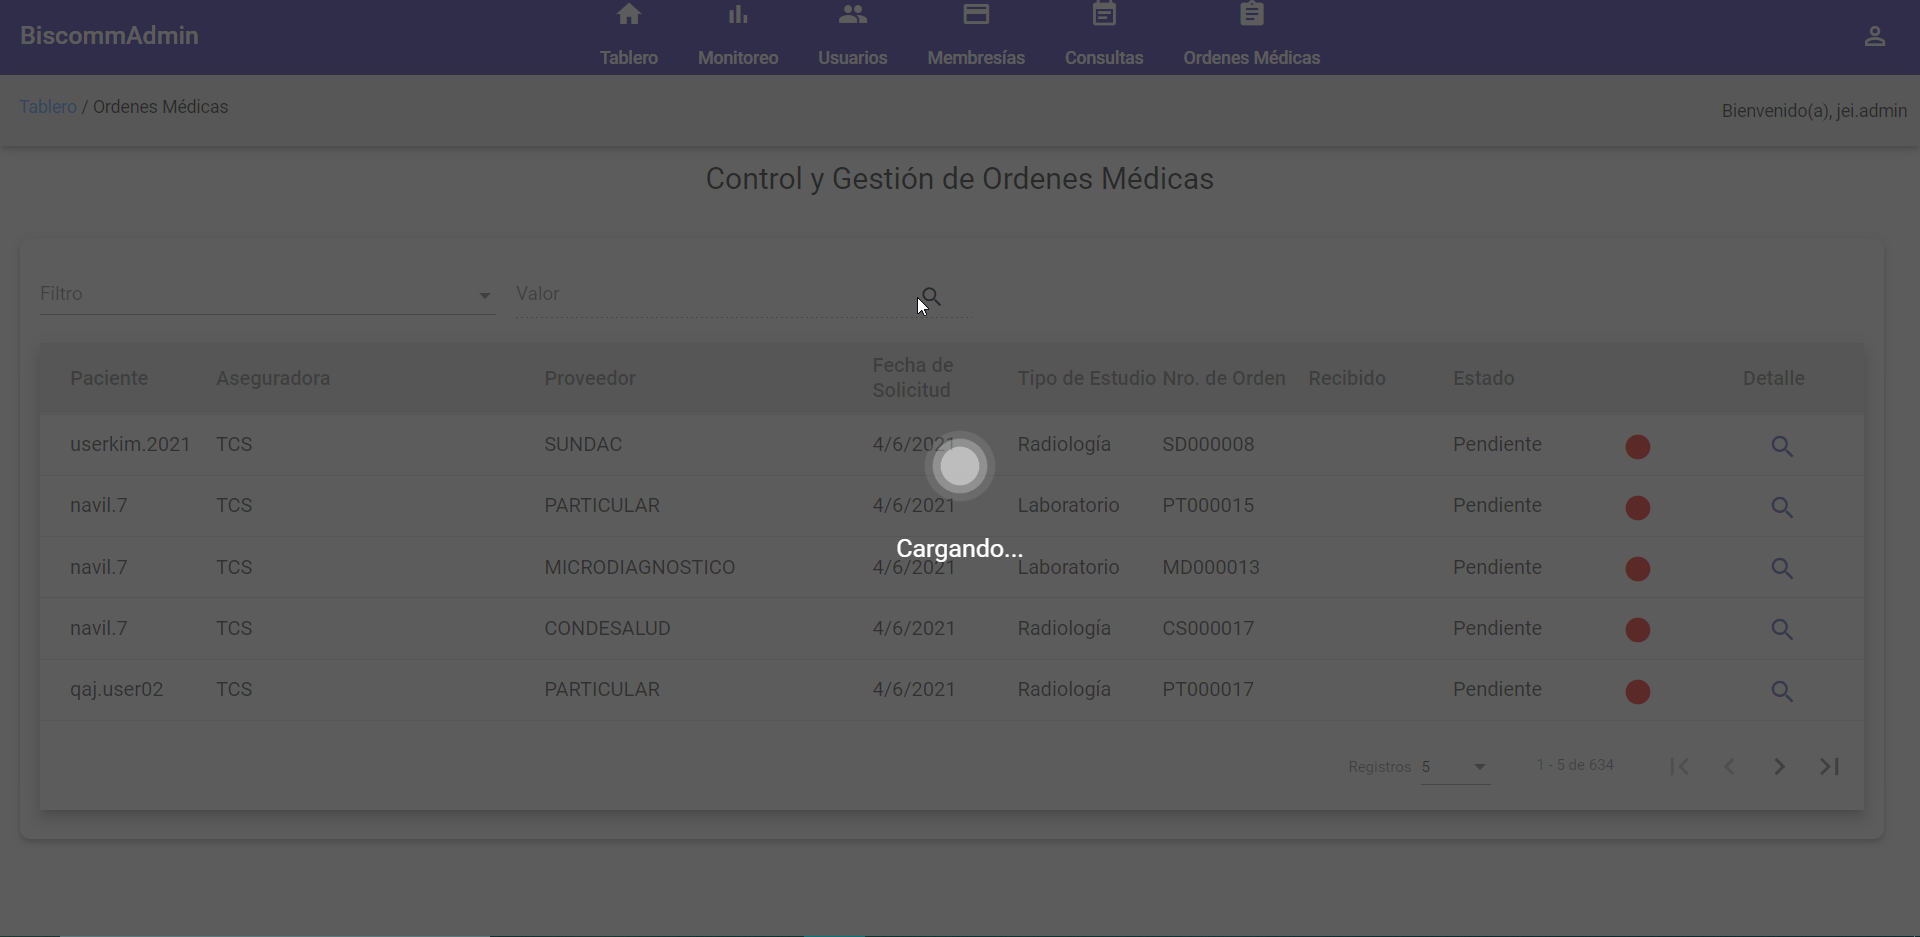 BiscommAdmin
Tablero Monitoreo Usuarios Membresías Consultas Ordenes Médicas
Tablero / Ordenes Médicas
Bienvenido(a), jei.admin
Control y Gestión de Ordenes Médicas
Filtro Valor
Paciente Aseguradora Proveedor Fecha de Solicitud Tipo de Estudio Nro. de Orden Recibido Estado Detalle
userkim.2021 TCS SUNDAC 4/6/2021 Radiología SD000008 Pendiente
navil.7 TCS PARTICULAR 4/6/2021 Laboratorio PT000015 Pendiente
Cargando...
navil.7 TCS MICRODIAGNOSTICO 4/6/2021 Laboratorio MD000013 Pendiente
navil.7 TCS CONDESALUD 4/6/2021 Radiología CS000017 Pendiente
qaj.user02 TCS PARTICULAR 4/6/2021 Radiología PT000017 Pendiente
Registros 5 1 - 5 de 634